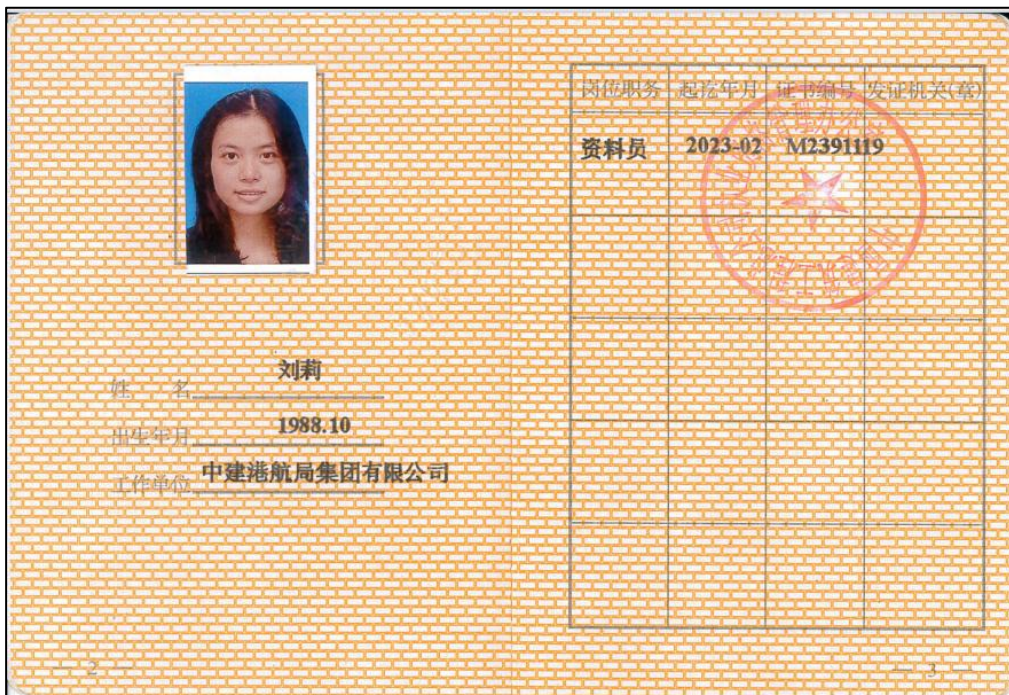 姓 名 刘莉
出生年月 1988.10
工作单位 中建港航局集团有限公司
— 2 —
岗位职务 起讫年月 证书编号 发证机关(章)
资料员 2023-02 M2391119
— 3 —